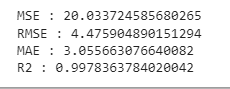 MSE : 20.033724585680265
RMSE : 4.475904890151294
MAE : 3.055663076640082
R2 : 0.9978363784020042